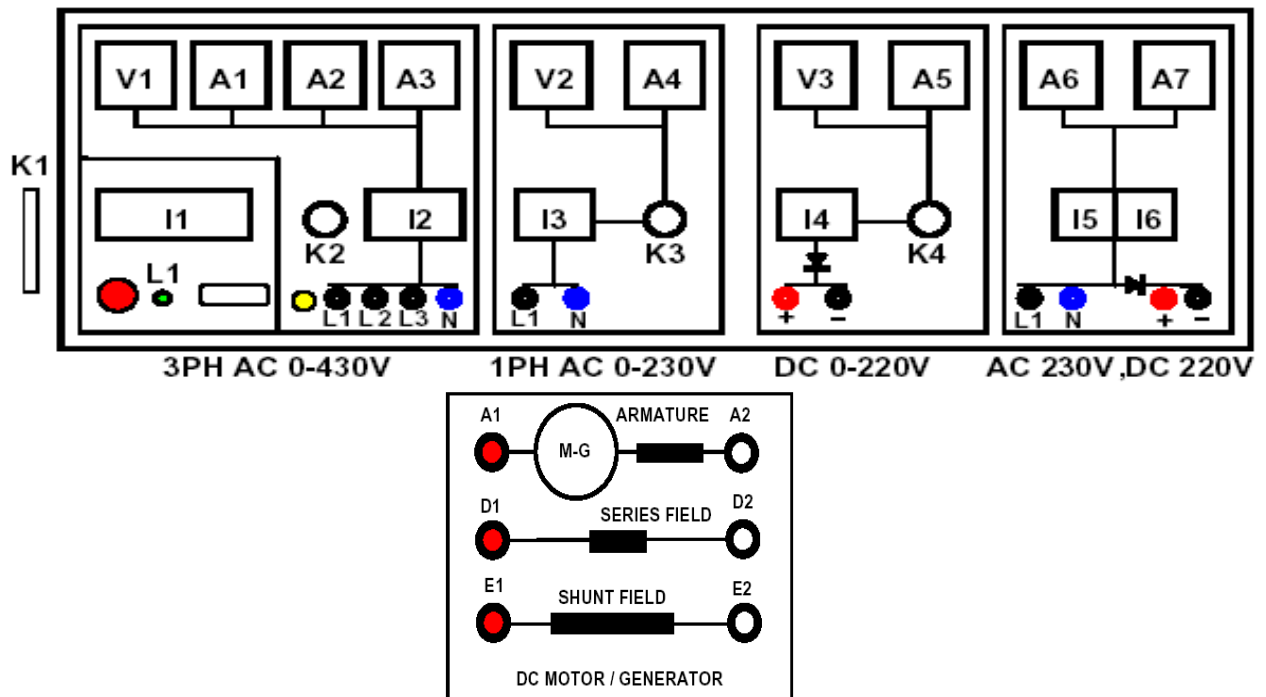 V1 A1 A2 A3 V2 A4 V3 A5 A6 A7
K1
I1 I2 I3 I4 I5 I6
K2 K3 K4
L1
L1 L2 L3 N L1 N + − L1 N + −
3PH AC 0-430V 1PH AC 0-230V DC 0-220V AC 230V ,DC 220V
A1 ARMATURE A2
M-G
D1 SERIES FIELD D2
E1 SHUNT FIELD E2
DC MOTOR / GENERATOR